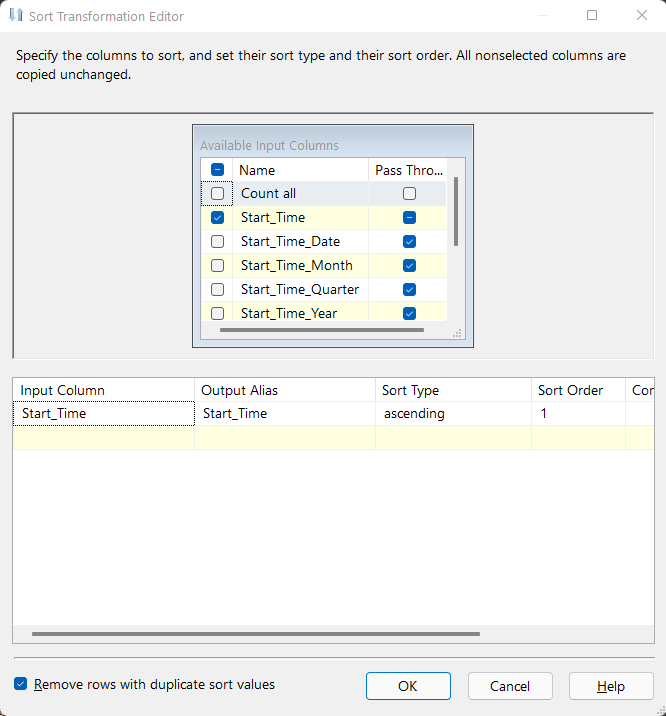 Sort Transformation Editor
Specify the columns to sort, and set their sort type and their sort order. All nonselected columns are
copied unchanged.
Available Input Columns
Name Pass Thro...
Count all
Start_Time
Start_Time_Date
Start_Time_Month
Start_Time_Quarter
Start_Time_Year
Input Column Output Alias Sort Type Sort Order Cor
Start_Time Start_Time ascending 1
Remove rows with duplicate sort values OK Cancel Help